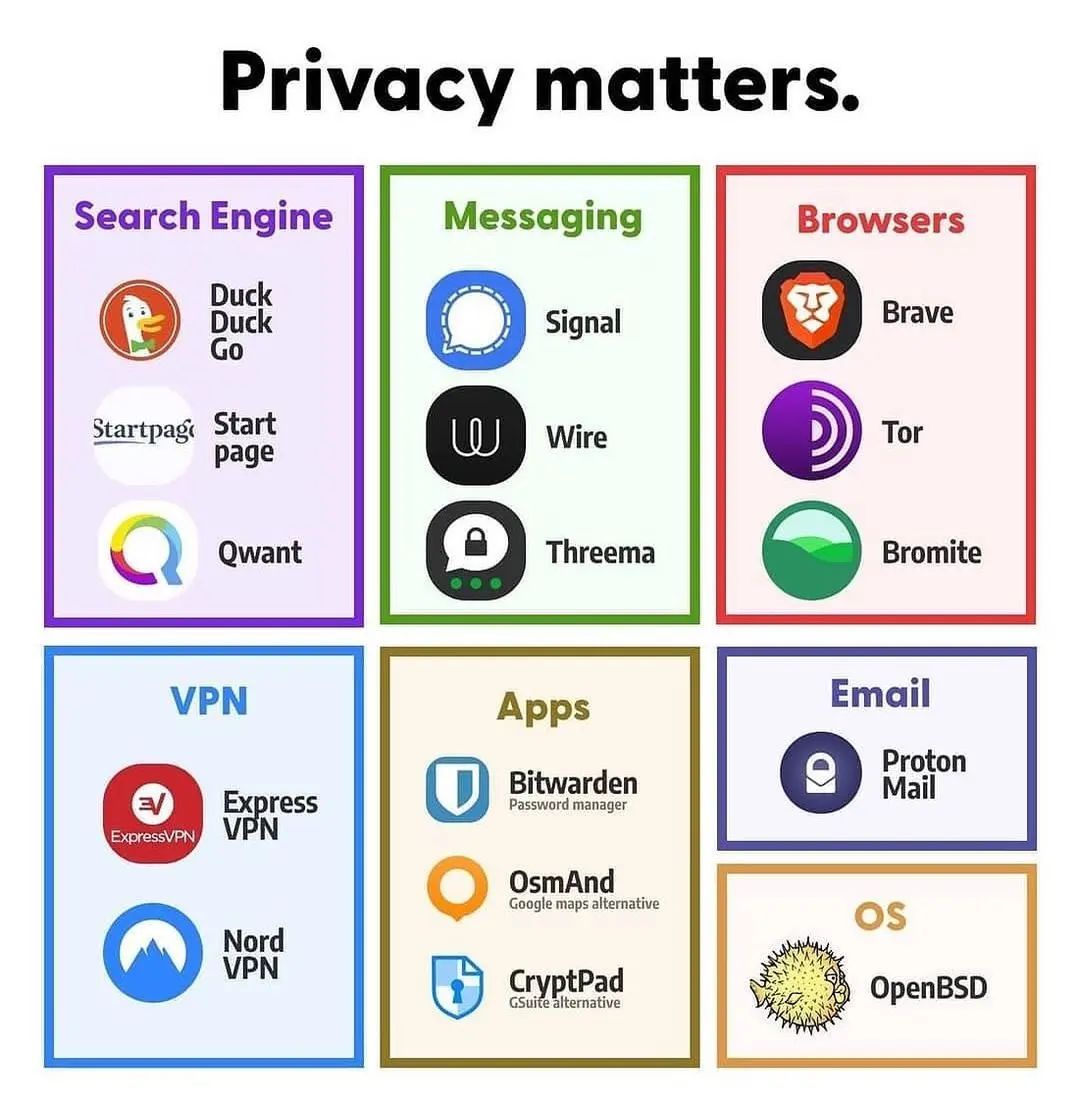 Privacy matters.
Search Engine
Duck
Duck
Go
Startpage
Start
page
Qwant
Messaging
Signal
Wire
Threema
Browsers
Brave
Tor
Bromite
VPN
ExpressVPN
Express
VPN
Nord
VPN
Apps
Bitwarden
Password manager
OsmAnd
Google maps alternative
CryptPad
GSuite alternative
Email
Proton
Mail
OS
OpenBSD